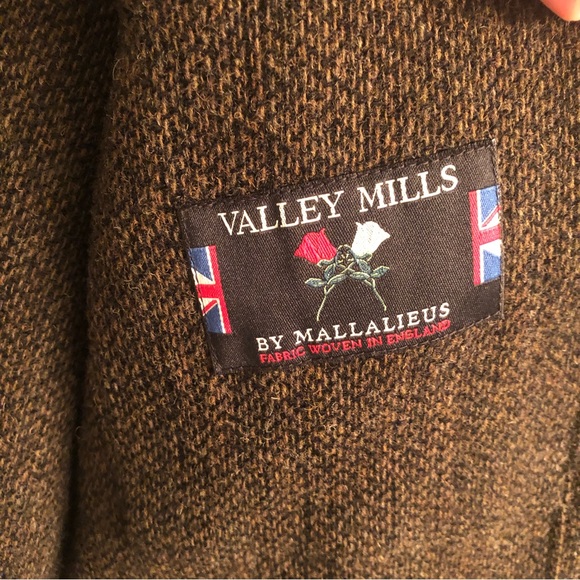 VALLEY MILLS
BY MALLALIEUS
FABRIC WOVEN IN ENGLAND